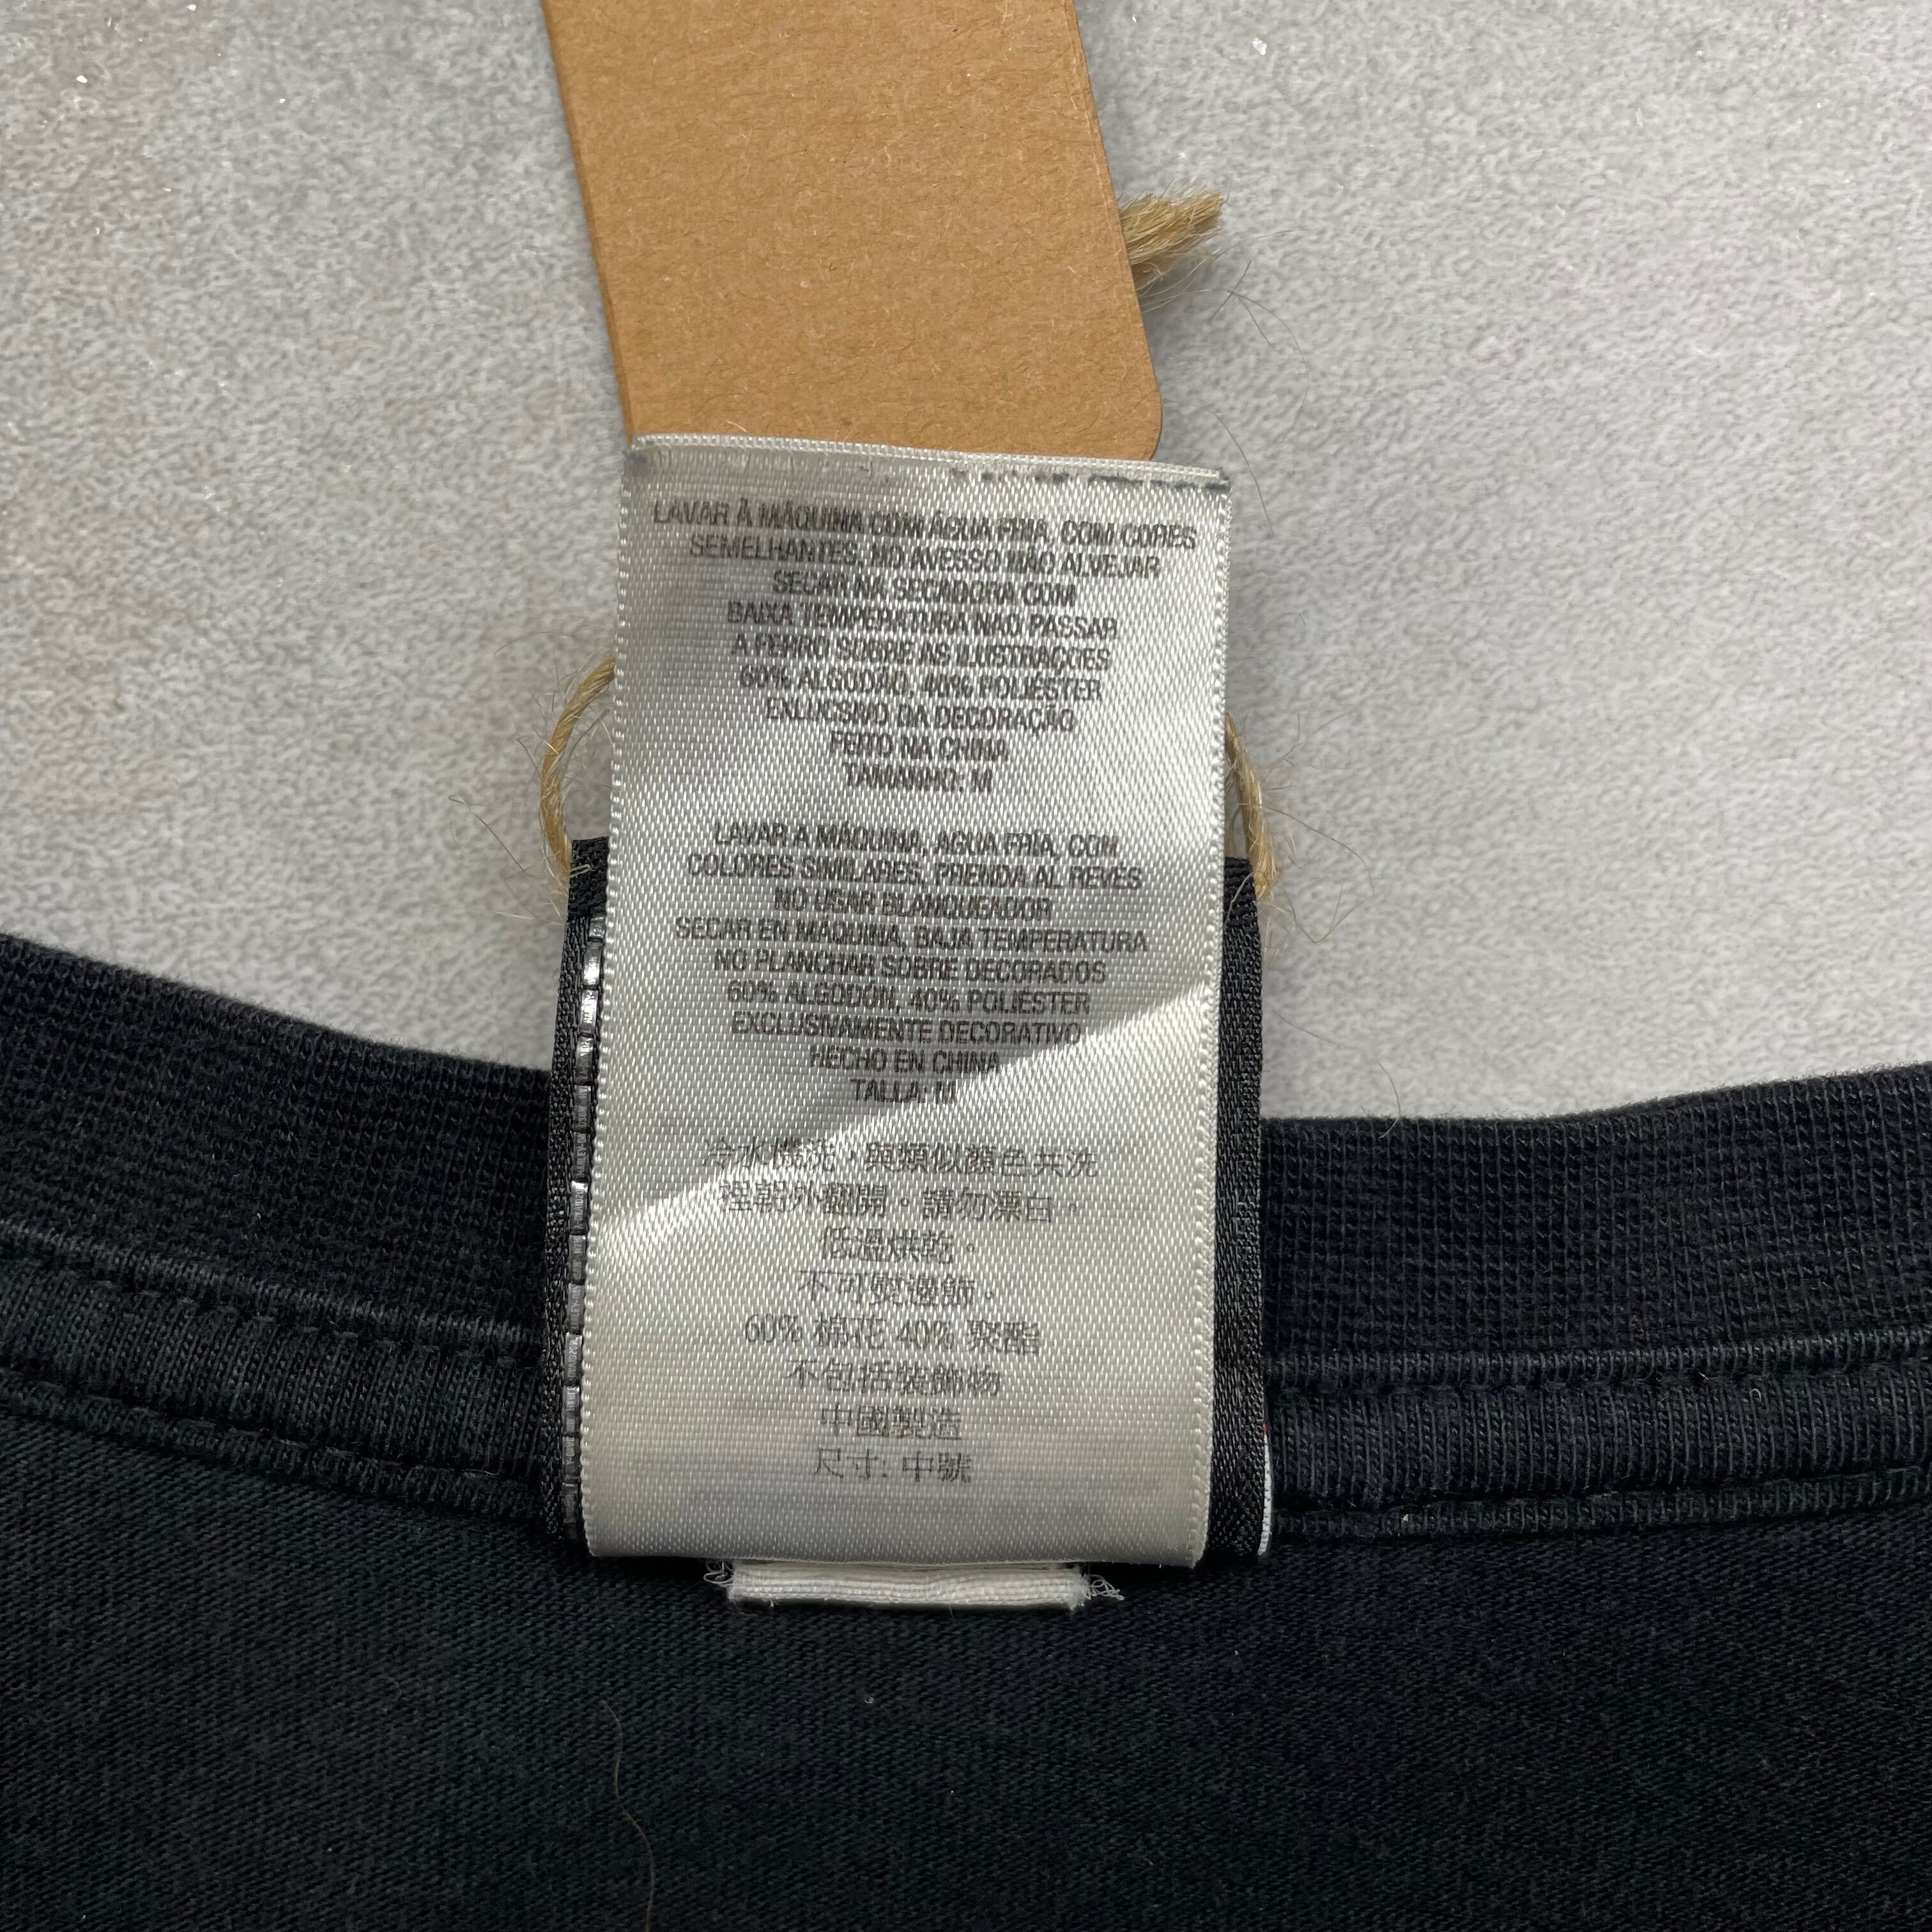 LAVAR À MÁQUINA COM ÁGUA FRIA, COM CORES
SEMELHANTES, NO AVESSO NÃO ALVEJAR
SECAR NA SECADORA COM
BAIXA TEMPERATURA NAO PASSAR
A FERRO SOBRE AS ILUSTRAÇÕES
60% ALGODÃO, 40% POLIÉSTER
EXLUCSIVO DA DECORAÇÃO
FEITO NA CHINA
TAMANHO: M
LAVAR A MÁQUINA, AGUA FRIA, CON
COLORES SIMILARES, PRENDA AL REVÉS
NO USAR BLANQUEADOR
SECAR EN MÁQUINA, BAJA TEMPERATURA
NO PLANCHAR SOBRE DECORADOS
60% ALGODÓN, 40% POLIÉSTER
EXCLUSIVAMENTE DECORATIVO
HECHO EN CHINA
TALLA: M
冷水機洗，與類似顏色共洗
裡朝外翻開。請勿漂白。
低溫烘乾。
不可熨邊飾。
60% 棉花 40% 聚酯
不包括裝飾物
中國製造
尺寸: 中號